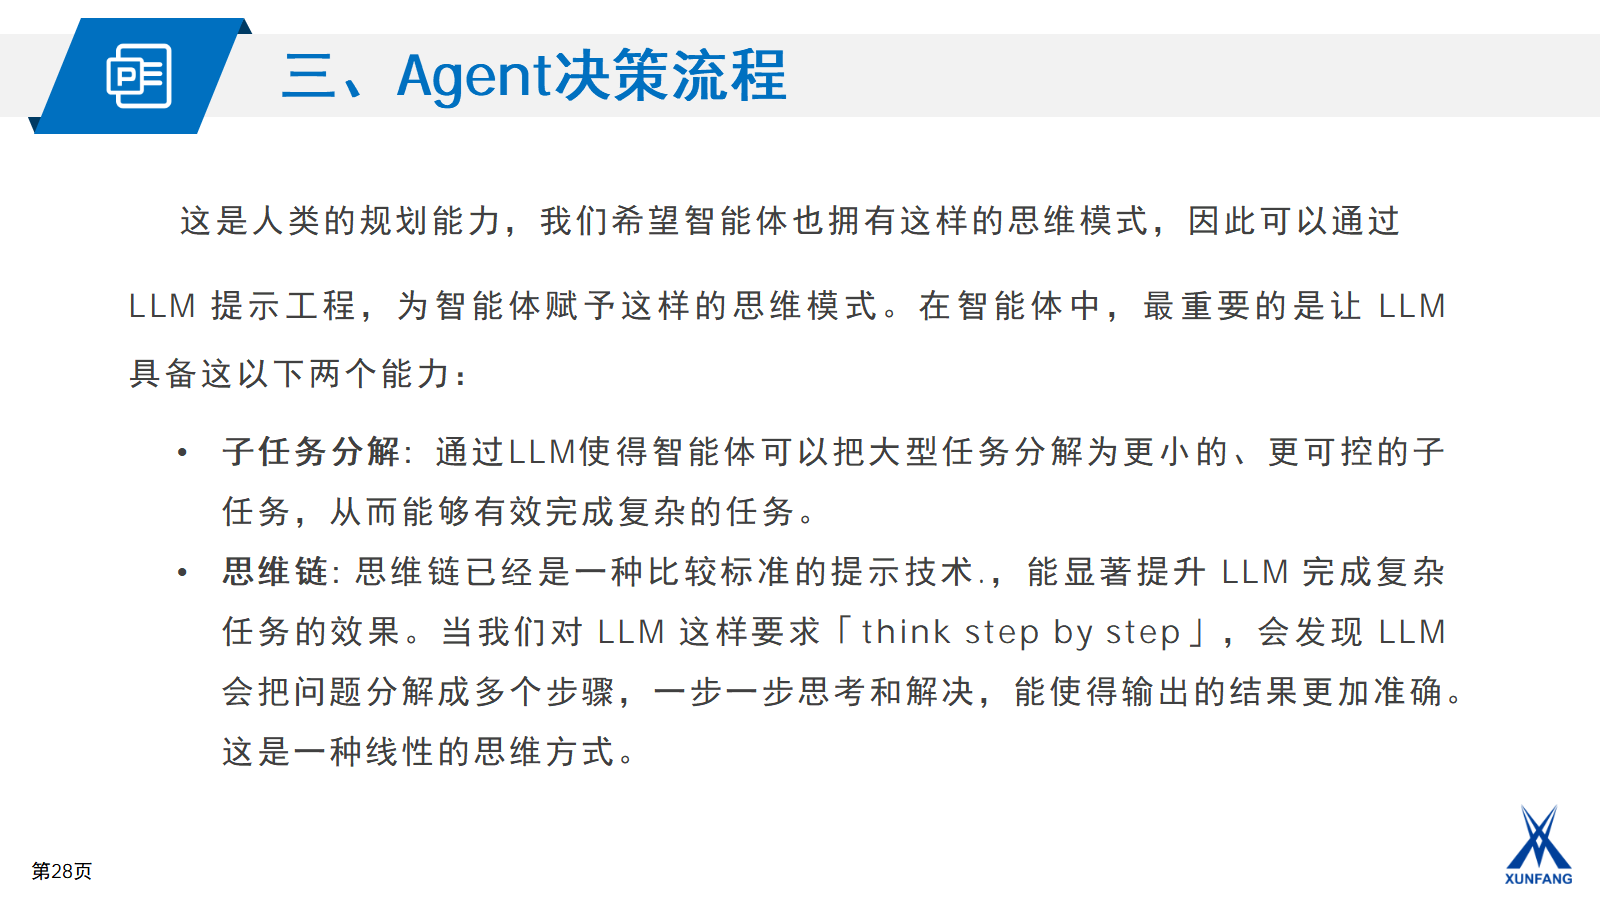 三、Agent决策流程
这是人类的规划能力，我们希望智能体也拥有这样的思维模式，因此可以通过
LLM 提示工程，为智能体赋予这样的思维模式。在智能体中，最重要的是让 LLM
具备这以下两个能力：
• 子任务分解: 通过LLM使得智能体可以把大型任务分解为更小的、更可控的子
任务，从而能够有效完成复杂的任务。
• 思维链: 思维链已经是一种比较标准的提示技术.，能显著提升 LLM 完成复杂
任务的效果。当我们对 LLM 这样要求「think step by step」，会发现 LLM
会把问题分解成多个步骤，一步一步思考和解决，能使得输出的结果更加准确。
这是一种线性的思维方式。
第28页
XUNFANG